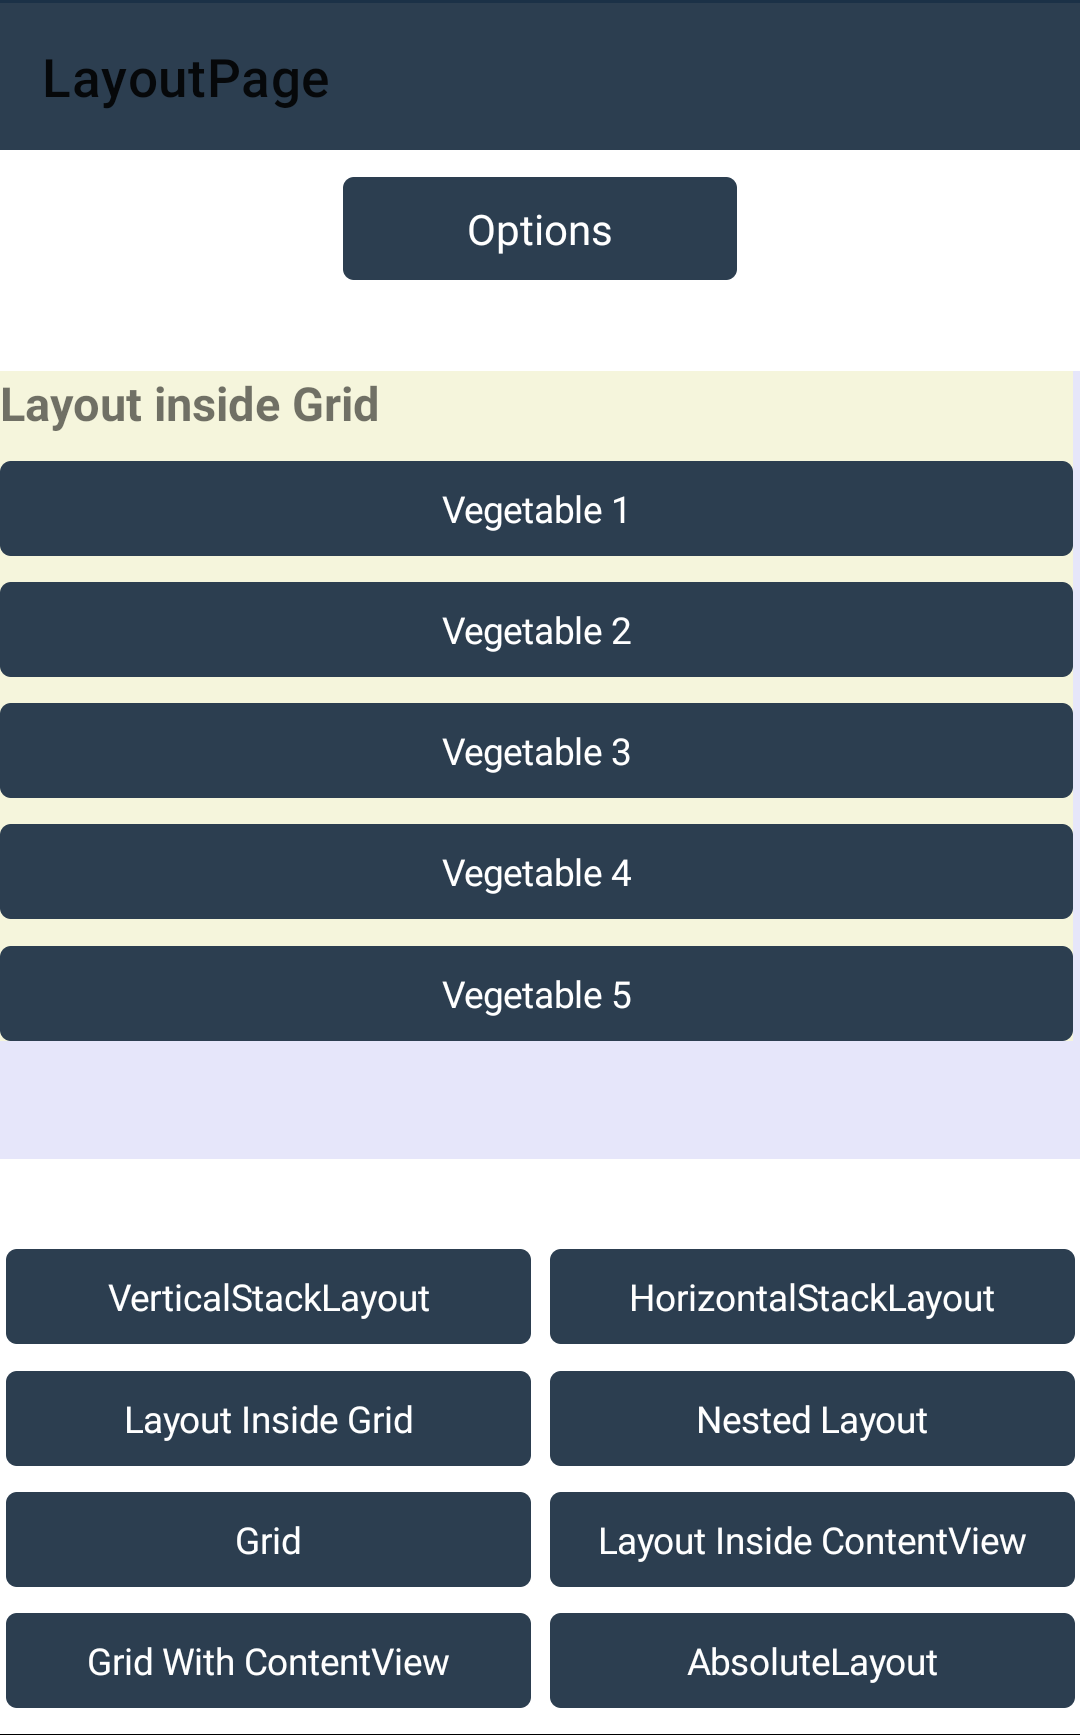 LayoutPage
Options
Layout inside Grid
Vegetable 1
Vegetable 2
Vegetable 3
Vegetable 4
Vegetable 5
VerticalStackLayout
HorizontalStackLayout
Layout Inside Grid
Nested Layout
Grid
Layout Inside ContentView
Grid With ContentView
AbsoluteLayout